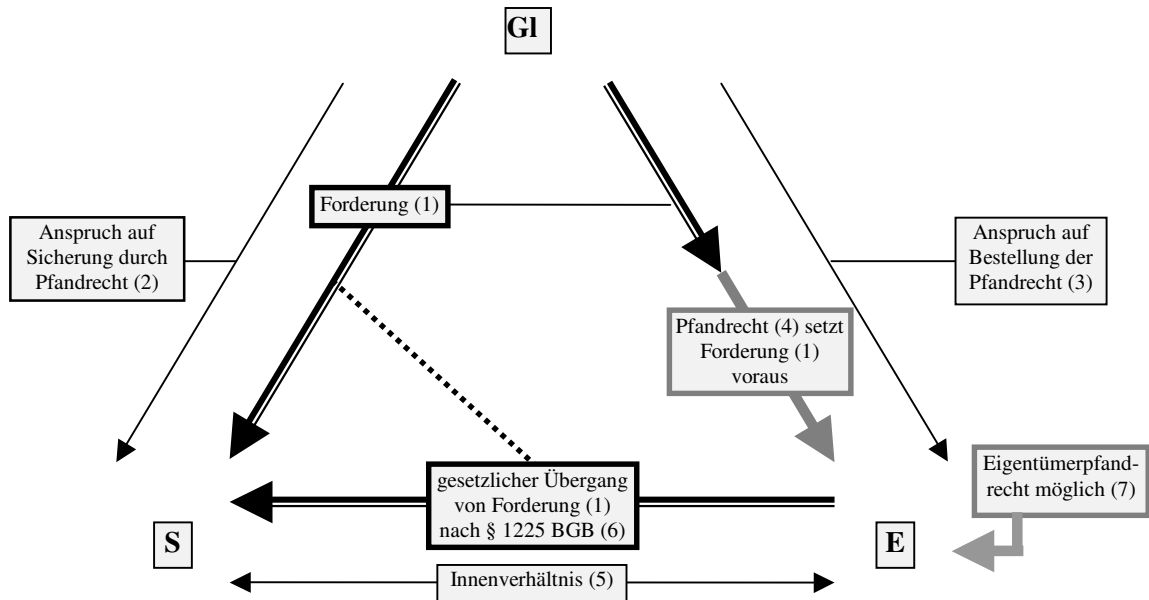 Gl
Forderung (1)
Anspruch auf
Sicherung durch
Pfandrecht (2)
Anspruch auf
Bestellung der
Pfandrecht (3)
Pfandrecht (4) setzt
Forderung (1)
voraus
gesetzlicher Übergang
von Forderung (1)
nach § 1225 BGB (6)
Eigentümerpfand-
recht möglich (7)
S
E
Innenverhältnis (5)